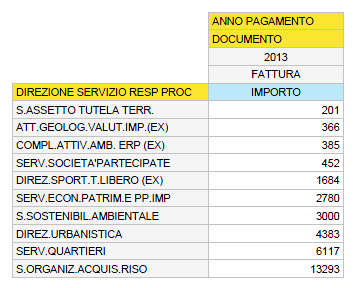 ANNO PAGAMENTO
DOCUMENTO
2013
FATTURA
DIREZIONE SERVIZIO RESP PROC IMPORTO
S.ASSETTO TUTELA TERR. 201
ATT.GEOLOG.VALUT.IMP.(EX) 366
COMPL.ATTIV.AMB. ERP (EX) 385
SERV.SOCIETA'PARTECIPATE 452
DIREZ.SPORT.T.LIBERO (EX) 1684
SERV.ECON.PATRIM.E PP.IMP 2780
S.SOSTENIBIL.AMBIENTALE 3000
DIREZ.URBANISTICA 4383
SERV.QUARTIERI 6117
S.ORGANIZ.ACQUIS.RISO 13293